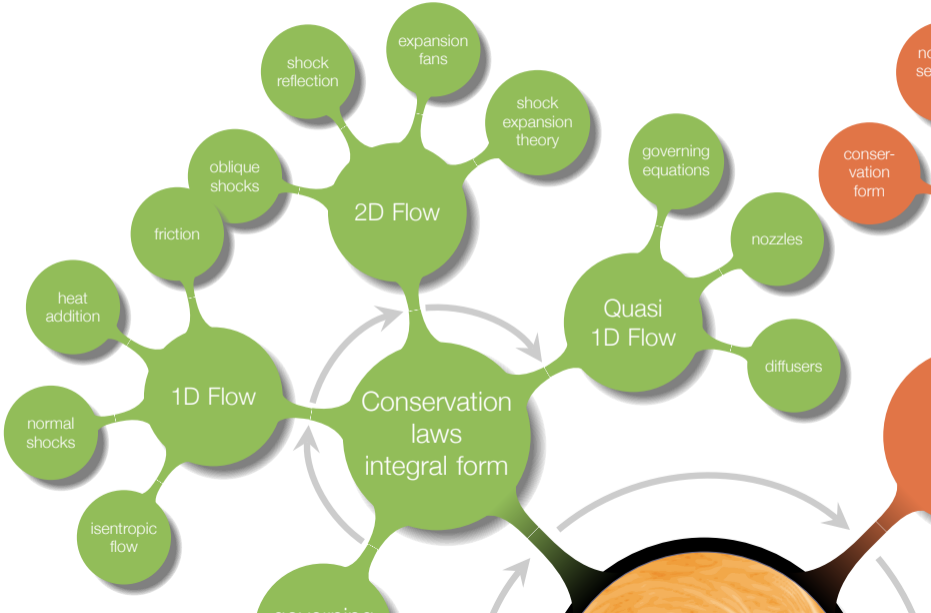 expansion
fans
shock
reflection
shock
expansion
theory
oblique
shocks
2D Flow
governing
equations
conser-
vation
form
friction
nozzles
heat
addition
Quasi
1D Flow
diffusers
1D Flow
normal
shocks
Conservation
laws
integral form
isentropic
flow